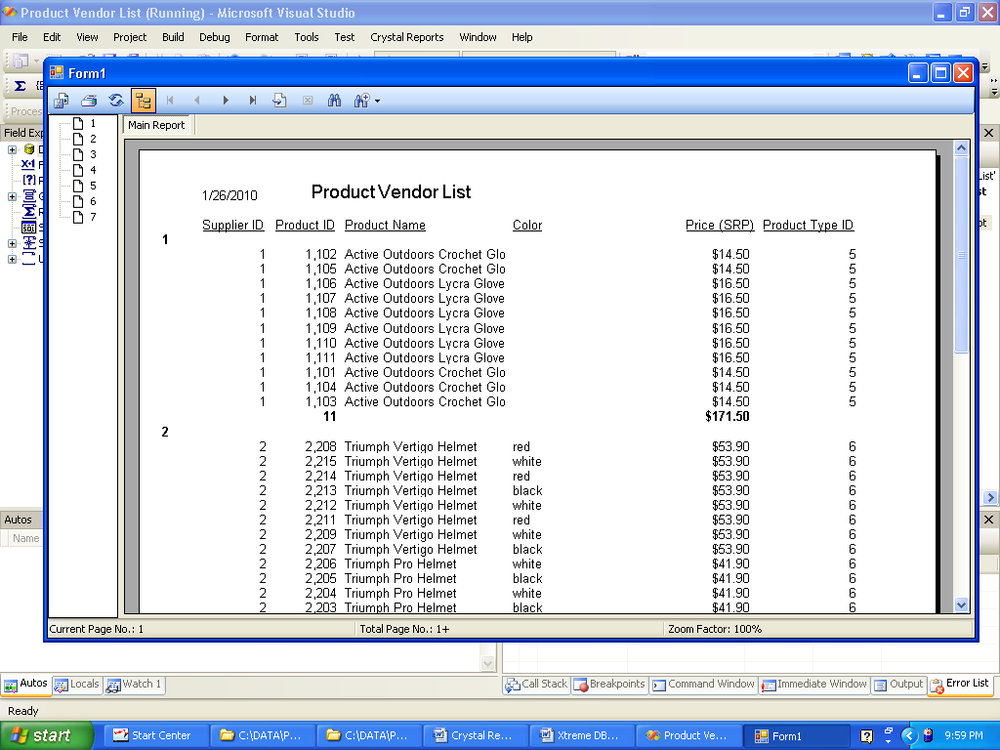 Product Vendor List (Running) - Microsoft Visual Studio
File Edit View Project Build Debug Format Tools Test Crystal Reports Window Help
Form1
Proces
Field Exp
Main Report
1
2
3
4
5
6
7
1/26/2010 Product Vendor List
Supplier ID Product ID Product Name Color Price (SRP) Product Type ID
1
1 1,102 Active Outdoors Crochet Glo $14.50 5
1 1,105 Active Outdoors Crochet Glo $14.50 5
1 1,106 Active Outdoors Lycra Glove $16.50 5
1 1,107 Active Outdoors Lycra Glove $16.50 5
1 1,108 Active Outdoors Lycra Glove $16.50 5
1 1,109 Active Outdoors Lycra Glove $16.50 5
1 1,110 Active Outdoors Lycra Glove $16.50 5
1 1,111 Active Outdoors Lycra Glove $16.50 5
1 1,101 Active Outdoors Crochet Glo $14.50 5
1 1,104 Active Outdoors Crochet Glo $14.50 5
1 1,103 Active Outdoors Crochet Glo $14.50 5
11 $171.50
2
2 2,208 Triumph Vertigo Helmet red $53.90 6
2 2,215 Triumph Vertigo Helmet white $53.90 6
2 2,214 Triumph Vertigo Helmet red $53.90 6
2 2,213 Triumph Vertigo Helmet black $53.90 6
2 2,212 Triumph Vertigo Helmet white $53.90 6
2 2,211 Triumph Vertigo Helmet red $53.90 6
2 2,209 Triumph Vertigo Helmet white $53.90 6
2 2,207 Triumph Vertigo Helmet black $53.90 6
2 2,206 Triumph Pro Helmet white $41.90 6
2 2,205 Triumph Pro Helmet black $41.90 6
2 2,204 Triumph Pro Helmet white $41.90 6
2 2,203 Triumph Pro Helmet black $41.90 6
Current Page No.: 1 Total Page No.: 1+ Zoom Factor: 100%
Autos
Name
Autos Locals Watch 1 Call Stack Breakpoints Command Window Immediate Window Output Error List
Ready
start Start Center C:\DATA\P... C:\DATA\P... Crystal Re... Xtreme DB... Product Ve... Form1 9:59 PM